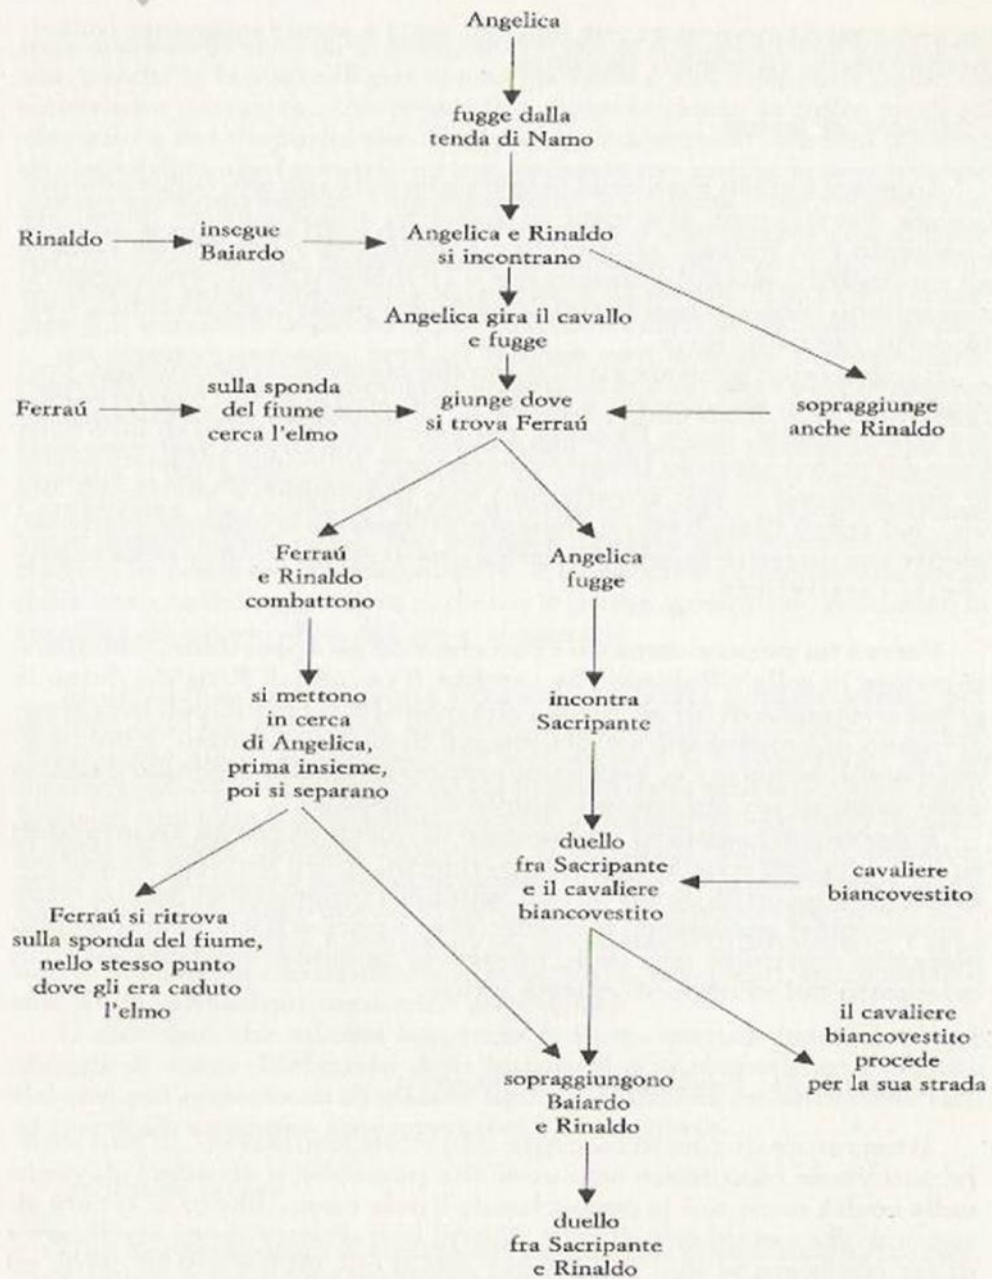 Angelica
fugge dalla
tenda di Namo
Rinaldo
insegue
Baiardo
Angelica e Rinaldo
si incontrano
Angelica gira il cavallo
e fugge
Ferraú
sulla sponda
del fiume
cerca l'elmo
giunge dove
si trova Ferraú
sopraggiunge
anche Rinaldo
Ferraú
e Rinaldo
combattono
Angelica
fugge
si mettono
in cerca
di Angelica,
prima insieme,
poi si separano
incontra
Sacripante
duello
fra Sacripante
e il cavaliere
biancovestito
cavaliere
biancovestito
Ferraú si ritrova
sulla sponda del fiume,
nello stesso punto
dove gli era caduto
l'elmo
il cavaliere
biancovestito
procede
per la sua strada
sopraggiungono
Baiardo
e Rinaldo
duello
fra Sacripante
e Rinaldo